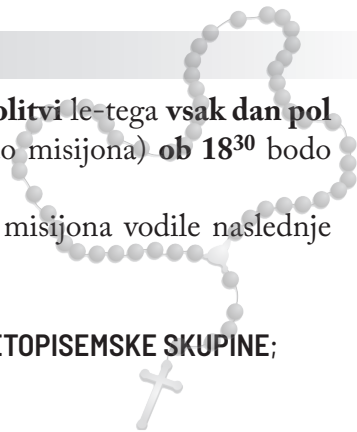 olitvi le-tega vsak dan pol
o misijona) ob 18³⁰ bodo
misijona vodile naslednje
ETOPISEMSKE SKUPINE;